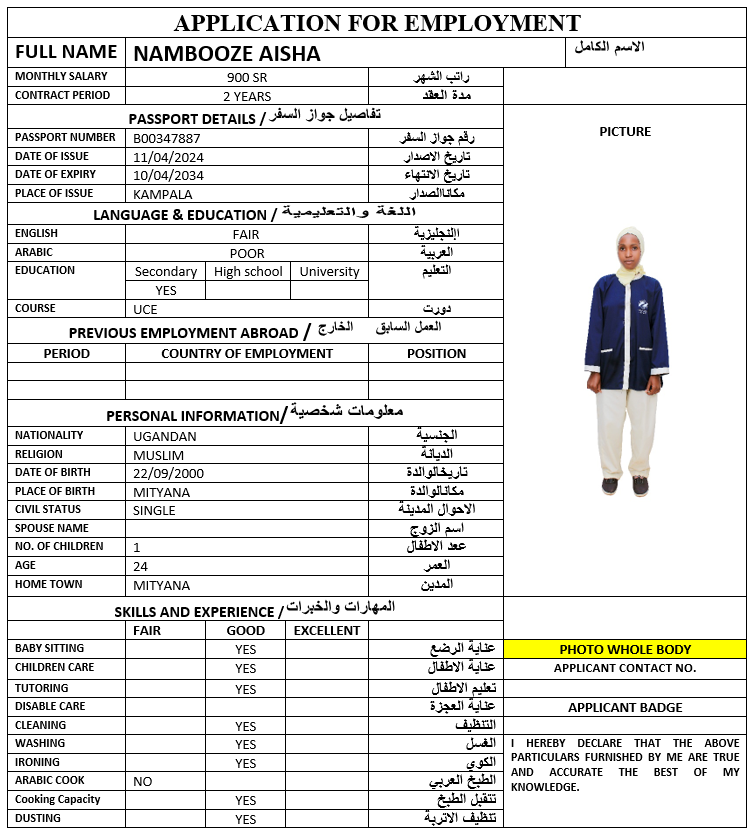 APPLICATION FOR EMPLOYMENT
FULL NAME NAMBOOZE AISHA الاسم الكامل
MONTHLY SALARY 900 SR راتب الشهر
CONTRACT PERIOD 2 YEARS مدة العقد
PASSPORT DETAILS / تفاصيل جواز السفر
PICTURE
PASSPORT NUMBER B00347887 رقم جواز السفر
DATE OF ISSUE 11/04/2024 تاريخ الاصدار
DATE OF EXPIRY 10/04/2034 تاريخ الانتهاء
PLACE OF ISSUE KAMPALA مكاناالصدار
LANGUAGE & EDUCATION / اللغة والتعليمية
ENGLISH FAIR اإلنجليزية
ARABIC POOR العربية
EDUCATION Secondary High school University التعليم
YES
COURSE UCE دورت
PREVIOUS EMPLOYMENT ABROAD / العمل السابق الخارج
PERIOD COUNTRY OF EMPLOYMENT POSITION
PERSONAL INFORMATION/ معلومات شخصية
NATIONALITY UGANDAN الجنسية
RELIGION MUSLIM الديانة
DATE OF BIRTH 22/09/2000 تاريخالوالدة
PLACE OF BIRTH MITYANA مكانالوالدة
CIVIL STATUS SINGLE الاحوال المدينة
SPOUSE NAME اسم الزوج
NO. OF CHILDREN 1 عدد الاطفال
AGE 24 العمر
HOME TOWN MITYANA المدين
SKILLS AND EXPERIENCE / المهارات والخبرات
FAIR GOOD EXCELLENT
BABY SITTING YES عناية الرضع
PHOTO WHOLE BODY
CHILDREN CARE YES عناية الاطفال
APPLICANT CONTACT NO.
TUTORING YES تعليم الاطفال
DISABLE CARE عناية العجزة
APPLICANT BADGE
CLEANING YES التنظيف
WASHING YES الغسل
IRONING YES الكوي
ARABIC COOK NO الطبخ العربي
Cooking Capacity YES تتقبل الطبخ
DUSTING YES تنظيف الاتربة
I HEREBY DECLARE THAT THE ABOVE
PARTICULARS FURNISHED BY ME ARE TRUE
AND ACCURATE THE BEST OF MY
KNOWLEDGE.